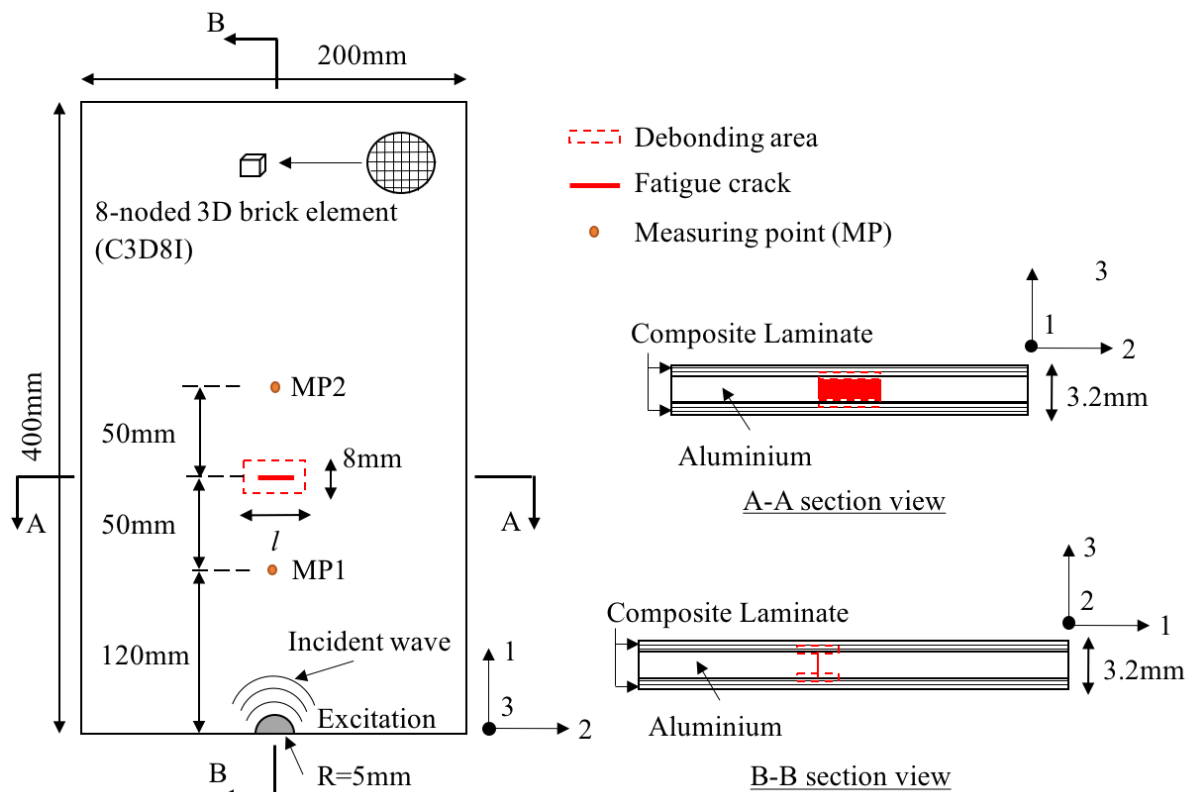 B
200mm
400mm
8-noded 3D brick element
(C3D8I)
MP2
50mm
8mm
A
A
50mm
l
MP1
120mm
Incident wave
Excitation
1
3
2
B
R=5mm
Debonding area
Fatigue crack
Measuring point (MP)
3
1
2
Composite Laminate
3.2mm
Aluminium
A-A section view
3
2
1
Composite Laminate
3.2mm
Aluminium
B-B section view